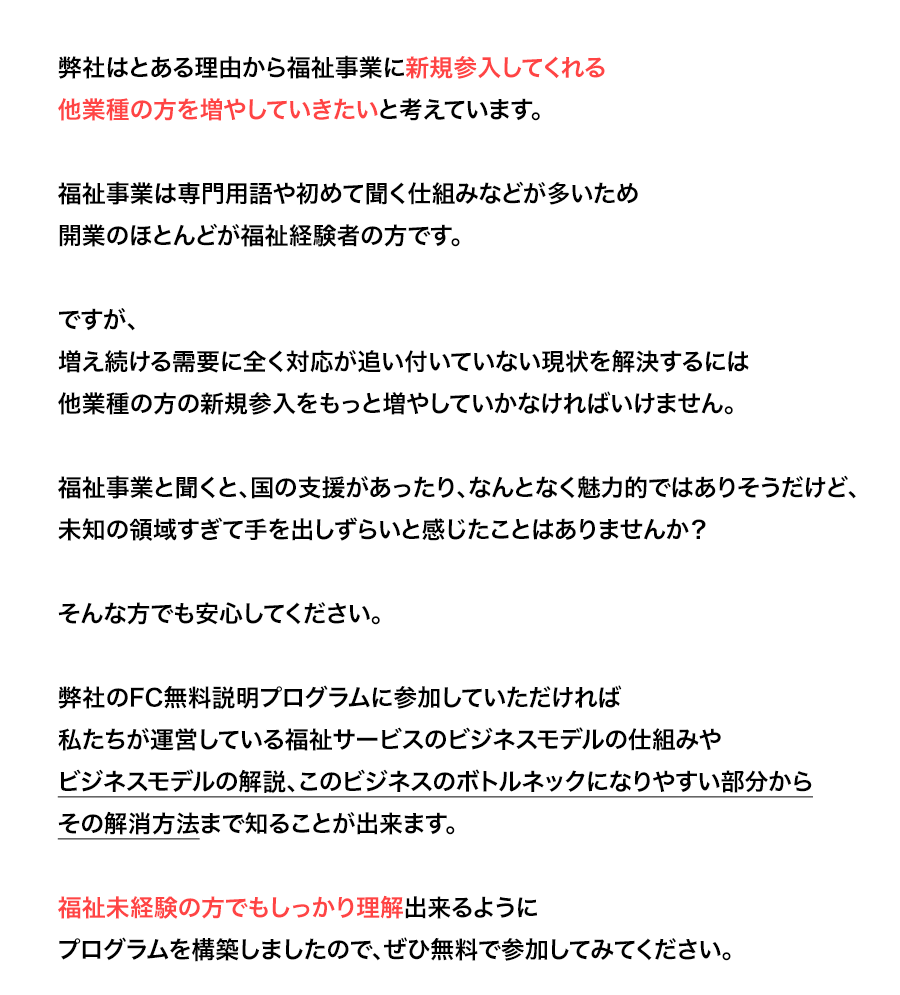 弊社はとある理由から福祉事業に新規参入してくれる
他業種の方を増やしていきたいと考えています。
福祉事業は専門用語や初めて聞く仕組みなどが多いため
開業のほとんどが福祉経験者の方です。
ですが、
増え続ける需要に全く対応が追い付いていない現状を解決するには
他業種の方の新規参入をもっと増やしていかなければいけません。
福祉事業と聞くと、国の支援があったり、なんとなく魅力的ではありそうだけど、
未知の領域すぎて手を出しずらいと感じたことはありませんか？
そんな方でも安心してください。
弊社のFC無料説明プログラムに参加していただければ
私たちが運営している福祉サービスのビジネスモデルの仕組みや
ビジネスモデルの解説、このビジネスのボトルネックになりやすい部分から
その解消方法まで知ることが出来ます。
福祉未経験の方でもしっかり理解出来るように
プログラムを構築しましたので、ぜひ無料で参加してみてください。